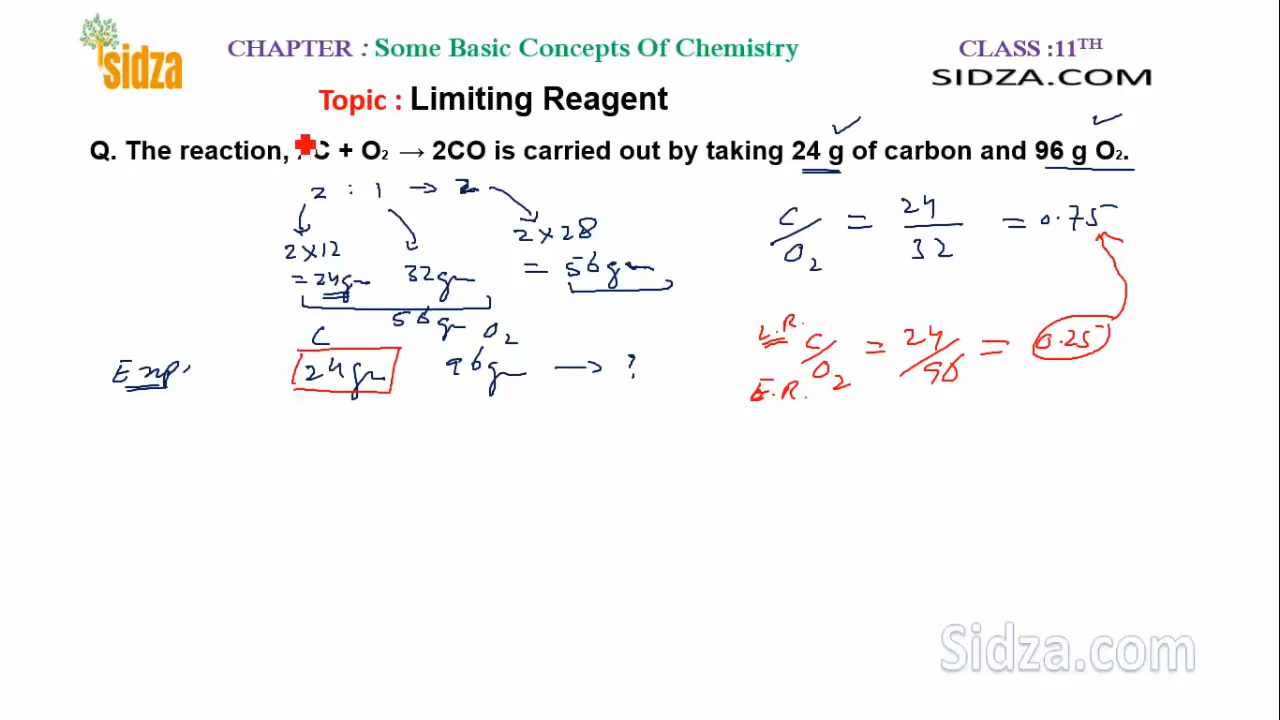 sidza
CHAPTER : Some Basic Concepts Of Chemistry
CLASS :11TH
SIDZA.COM
Topic : Limiting Reagent
Q. The reaction, C + O₂ → 2CO is carried out by taking 24 g of carbon and 96 g O₂.
2 : 1 → 2
2×12
= 24gm
32gm
2×28
= 56gm
56gm
C/O₂ = 24/32 = 0.75
C O₂
Exp.
24gm 96gm → ?
L.R. C/O₂ = 24/96 = 0.25
E.R.
Sidza.com